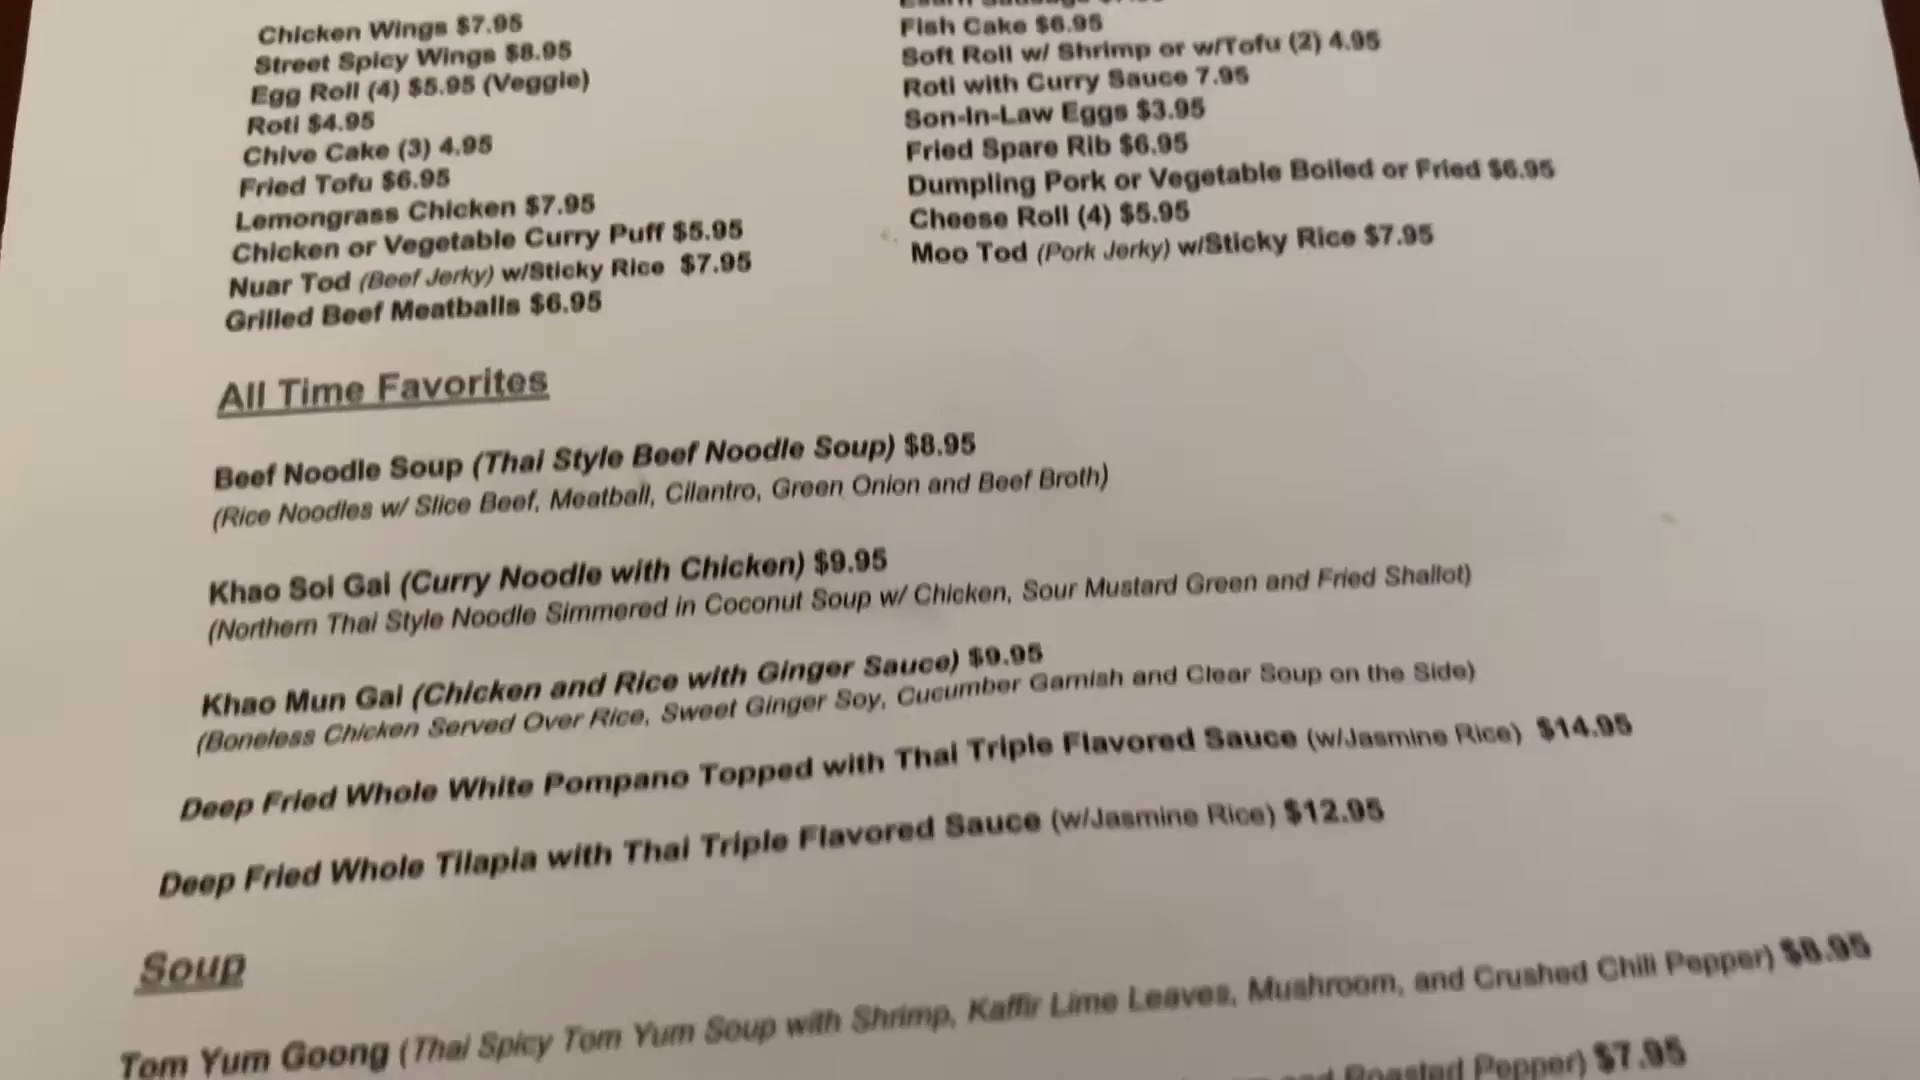 Chicken Wings $7.95
Street Spicy Wings $8.95
Egg Roll (4) $5.95 (Veggie)
Roti $4.95
Chive Cake (3) 4.95
Fried Tofu $6.95
Lemongrass Chicken $7.95
Chicken or Vegetable Curry Puff $5.95
Nuar Tod (Beef Jerky) w/Sticky Rice $7.95
Grilled Beef Meatballs $6.95
Fish Cake $6.95
Soft Roll w/ Shrimp or w/Tofu (2) 4.95
Roti with Curry Sauce 7.95
Son-In-Law Eggs $3.95
Fried Spare Rib $6.95
Dumpling Pork or Vegetable Boiled or Fried $6.95
Cheese Roll (4) $5.95
Moo Tod (Pork Jerky) w/Sticky Rice $7.95
All Time Favorites
Beef Noodle Soup (Thai Style Beef Noodle Soup) $8.95
(Rice Noodles w/ Slice Beef, Meatball, Cilantro, Green Onion and Beef Broth)
Khao Soi Gai (Curry Noodle with Chicken) $9.95
(Northern Thai Style Noodle Simmered in Coconut Soup w/ Chicken, Sour Mustard Green and Fried Shallot)
Khao Mun Gai (Chicken and Rice with Ginger Sauce) $9.95
(Boneless Chicken Served Over Rice, Sweet Ginger Soy, Cucumber Garnish and Clear Soup on the Side)
Deep Fried Whole White Pompano Topped with Thai Triple Flavored Sauce (w/Jasmine Rice) $14.95
Deep Fried Whole Tilapia with Thai Triple Flavored Sauce (w/Jasmine Rice) $12.95
Soup
Tom Yum Goong (Thai Spicy Tom Yum Soup with Shrimp, Kaffir Lime Leaves, Mushroom, and Crushed Chili Pepper) $8.95
and Roasted Pepper) $7.95